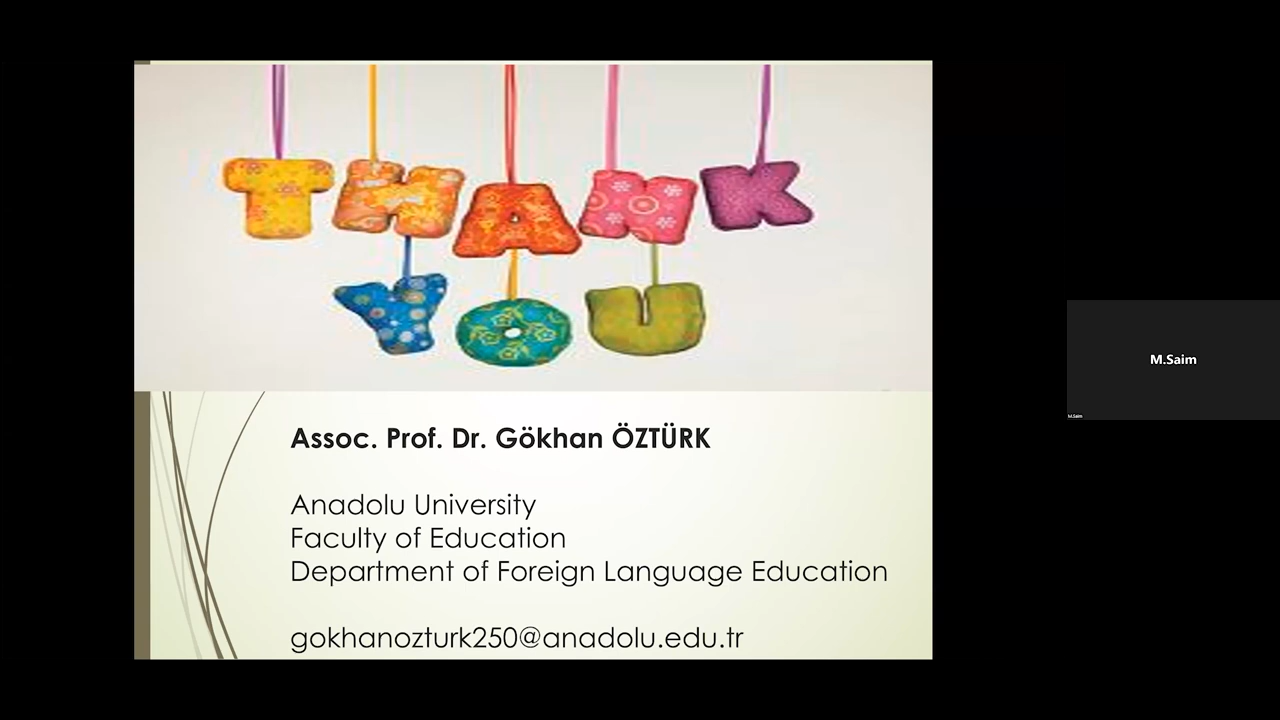 THANK
YOU
Assoc. Prof. Dr. Gökhan ÖZTÜRK
Anadolu University
Faculty of Education
Department of Foreign Language Education
gokhanozturk250@anadolu.edu.tr
M.Saim
M.Saim